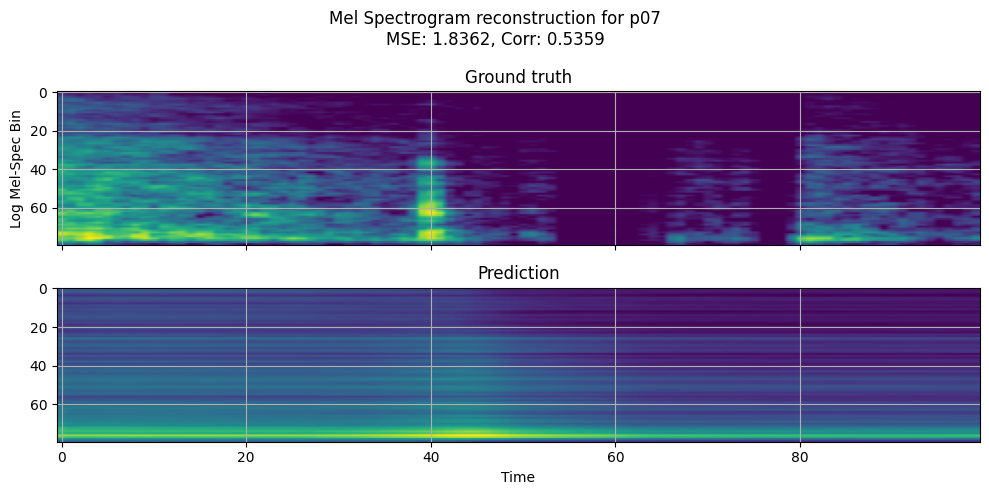 Mel Spectrogram reconstruction for p07
MSE: 1.8362, Corr: 0.5359
Ground truth
Log Mel-Spec Bin
0
20
40
60
Prediction
0
20
40
60
0 20 40 60 80
Time